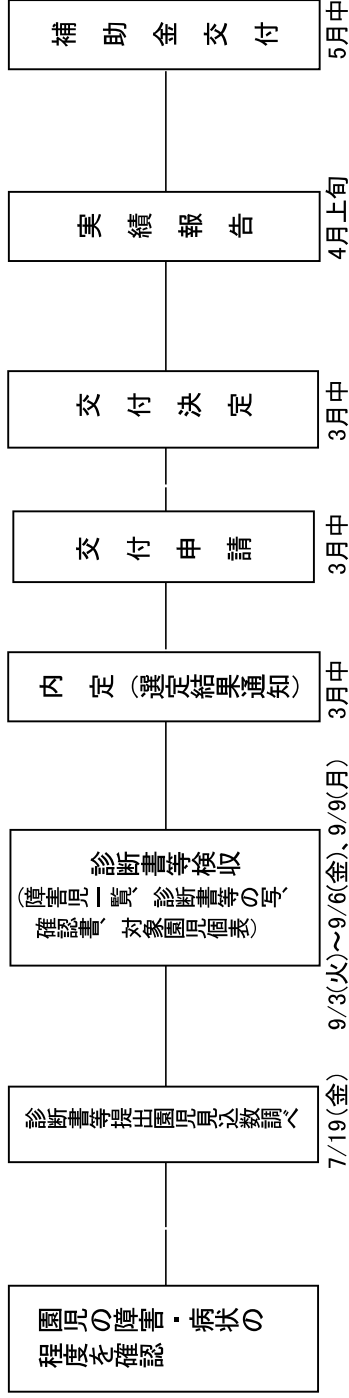 園児の障害・病状の
程度を確認
診断書等提出園児見込数調べ
7/19(金)
診断書等検収
(障害児一覧、診断書等の写、
確認書、対象園児個表)
9/3(火)～9/6(金)、9/9(月)
内　定(選定結果通知)
3月中
交　付　申　請
3月中
交　付　決　定
3月中
実　績　報　告
4月上旬
補　助　金　交　付
5月中